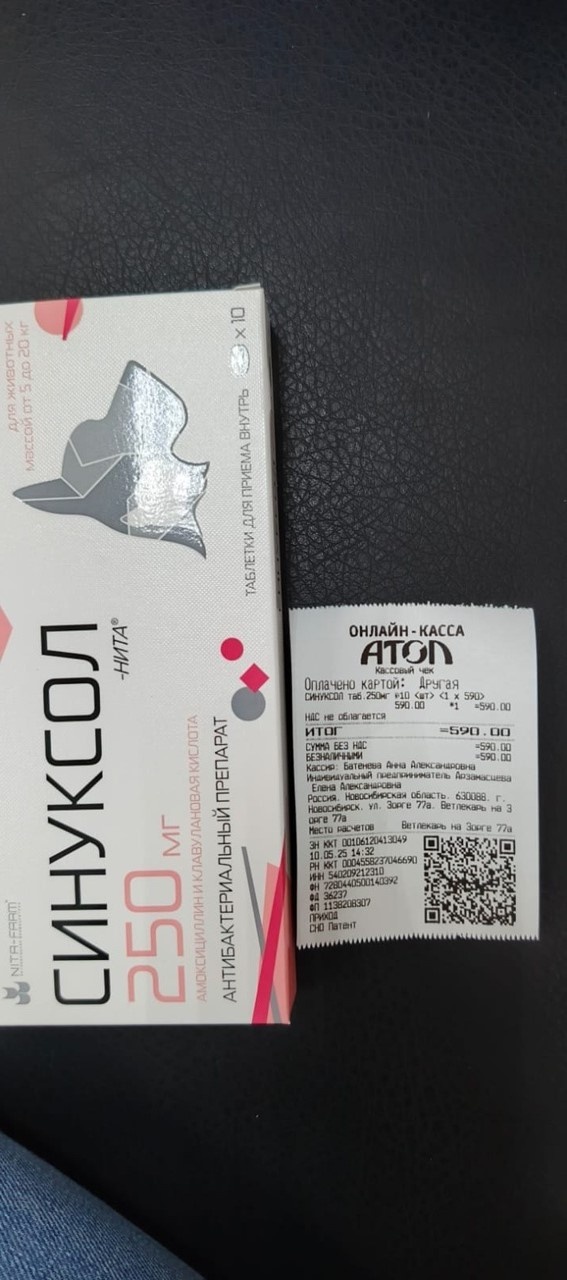 NITA-FARM
СИНУКСОЛ
-НИТА®
250 МГ
АМОКСИЦИЛЛИН И КЛАВУЛАНОВАЯ КИСЛОТА
АНТИБАКТЕРИАЛЬНЫЙ ПРЕПАРАТ
ДЛЯ ЖИВОТНЫХ
МАССОЙ ОТ 5 ДО 20 КГ
ТАБЛЕТКИ ДЛЯ ПРИЕМА ВНУТРЬ x 10
ОНЛАЙН-КАССА
АТОЛ
Кассовый чек
Оплачено картой: Другая
СИНУКСОЛ таб.250мг №10 <шт> <1 x 590>
590.00 *1 =590.00
НДС не облагается
ИТОГ =590.00
СУММА БЕЗ НДС =590.00
БЕЗНАЛИЧНЫМИ =590.00
Кассир: Батенева Анна Александровна
Индивидуальный предприниматель Арзамасцева
Елена Александровна
Россия, Новосибирская область, 630088, г.
Новосибирск, ул. Зорге 77а. Ветлекарь на З
орге 77а
Место расчетов Ветлекарь на Зорге 77а
ЗН ККТ 00106120413049
10.05.25 14:32
РН ККТ 0004558237046690
ИНН 540209212310
ФН 7280440500140392
ФД 36237
ФП 1138208307
ПРИХОД
СНО Патент